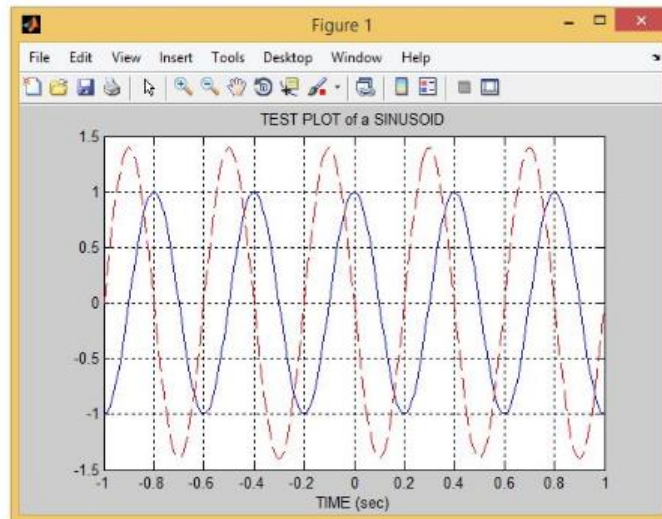 Figure 1
File Edit View Insert Tools Desktop Window Help
TEST PLOT of a SINUSOID
1.5
1
0.5
0
-0.5
-1
-1.5
-1 -0.8 -0.6 -0.4 -0.2 0 0.2 0.4 0.6 0.8 1
TIME (sec)